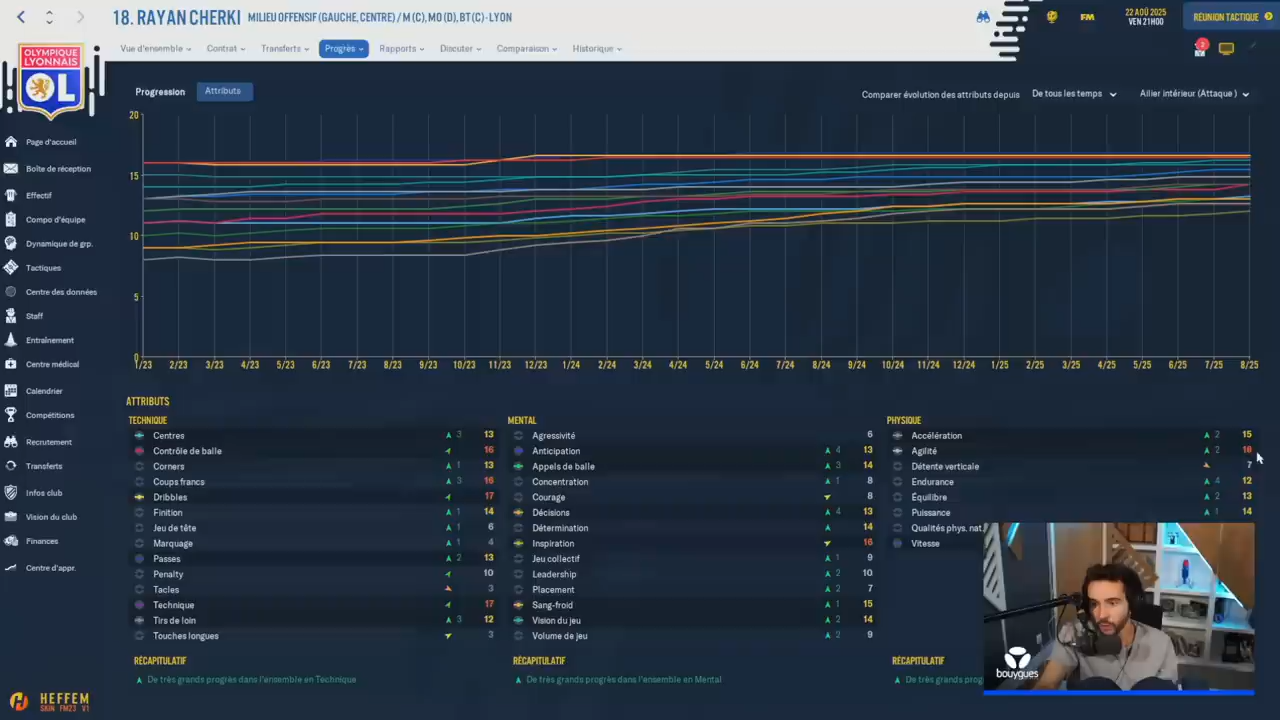 18. RAYAN CHERKI MILIEU OFFENSIF (GAUCHE, CENTRE) / M (C), MO (D), BT (C) - LYON
22 AOÛ 2025
VEN 21H00
FM
RÉUNION TACTIQUE
Vue d'ensemble Contrat Transferts Progrès Rapports Discuter Comparaison Historique
2
OLYMPIQUE
LYONNAIS
OL
Progression Attributs
Comparer évolution des attributs depuis De tous les temps Ailier intérieur (Attaque)
20
15
10
5
0
1/23 2/23 3/23 4/23 5/23 6/23 7/23 8/23 9/23 10/23 11/23 12/23 1/24 2/24 3/24 4/24 5/24 6/24 7/24 8/24 9/24 10/24 11/24 12/24 1/25 2/25 3/25 4/25 5/25 6/25 7/25 8/25
Page d'accueil
Boîte de réception
Effectif
Compo d'équipe
Dynamique de grp.
Tactiques
Centre des données
Staff
Entraînement
Centre médical
Calendrier
Compétitions
Recrutement
Transferts
Infos club
Vision du club
Finances
Centre d'appr.
HEFFEM
SKIN FM23 V1
ATTRIBUTS
TECHNIQUE
Centres 3 13
Contrôle de balle 16
Corners 1 13
Coups francs 3 16
Dribbles 17
Finition 1 14
Jeu de tête 1 6
Marquage 1 4
Passes 2 13
Penalty 10
Tacles 3
Technique 17
Tirs de loin 3 12
Touches longues 3
RÉCAPITULATIF
De très grands progrès dans l'ensemble en Technique
MENTAL
Agressivité 6
Anticipation 4 13
Appels de balle 3 14
Concentration 1 8
Courage 8
Décisions 4 13
Détermination 14
Inspiration 16
Jeu collectif 1 9
Leadership 2 10
Placement 2 7
Sang-froid 1 15
Vision du jeu 2 14
Volume de jeu 2 9
RÉCAPITULATIF
De très grands progrès dans l'ensemble en Mental
PHYSIQUE
Accélération 2 15
Agilité 2 16
Détente verticale 7
Endurance 4 12
Équilibre 2 13
Puissance 1 14
Qualités phys. nat.
Vitesse
RÉCAPITULATIF
De très grands prog
bouygues